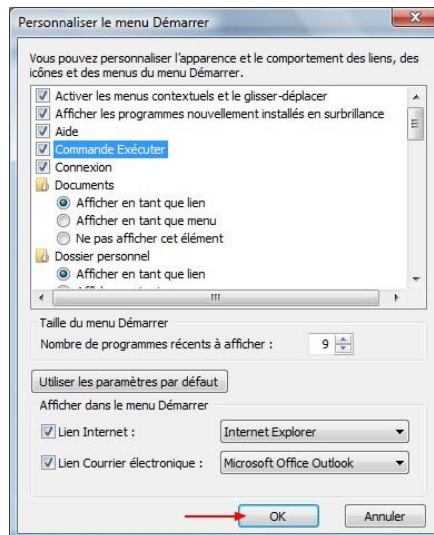 Personnaliser le menu Démarrer
Vous pouvez personnaliser l'apparence et le comportement des liens, des
icônes et des menus du menu Démarrer.
Activer les menus contextuels et le glisser-déplacer
Afficher les programmes nouvellement installés en surbrillance
Aide
Commande Exécuter
Connexion
Documents
Afficher en tant que lien
Afficher en tant que menu
Ne pas afficher cet élément
Dossier personnel
Afficher en tant que lien
Taille du menu Démarrer
Nombre de programmes récents à afficher : 9
Utiliser les paramètres par défaut
Afficher dans le menu Démarrer
Lien Internet : Internet Explorer
Lien Courrier électronique : Microsoft Office Outlook
OK Annuler